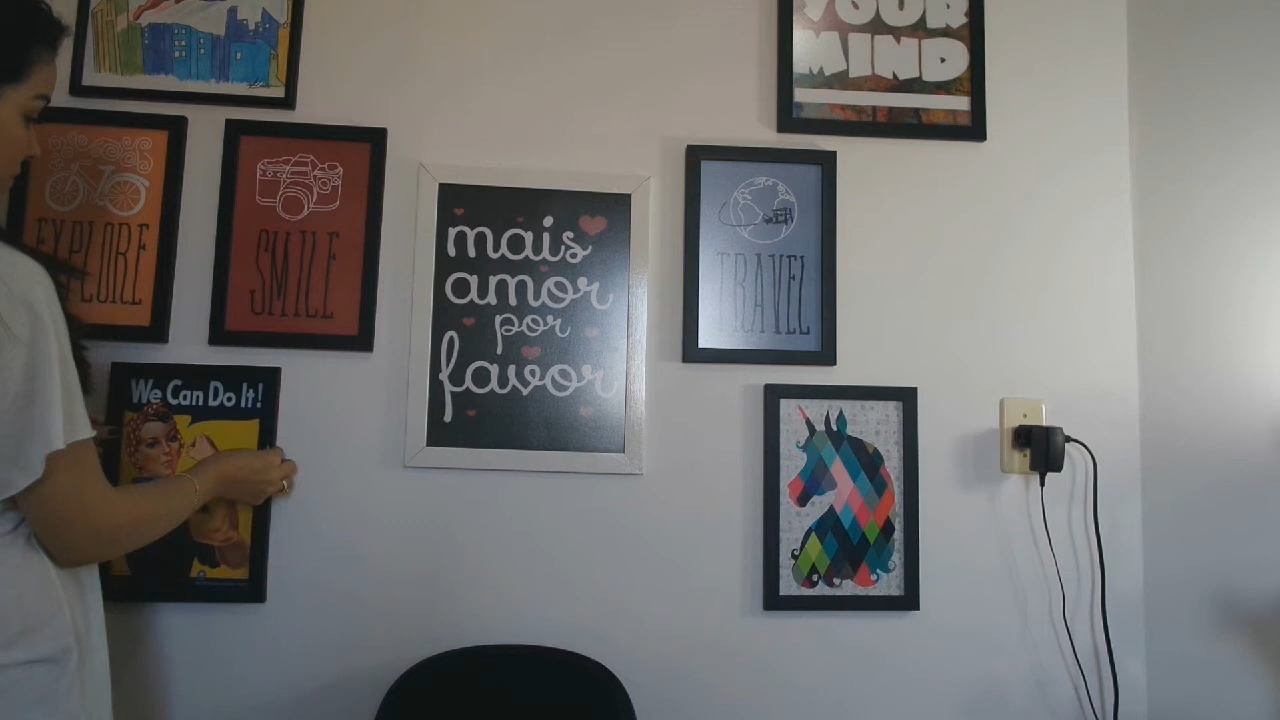 YOUR
MIND
EXPLORE
SMILE
mais
amor
por
favor
TRAVEL
We Can Do It!